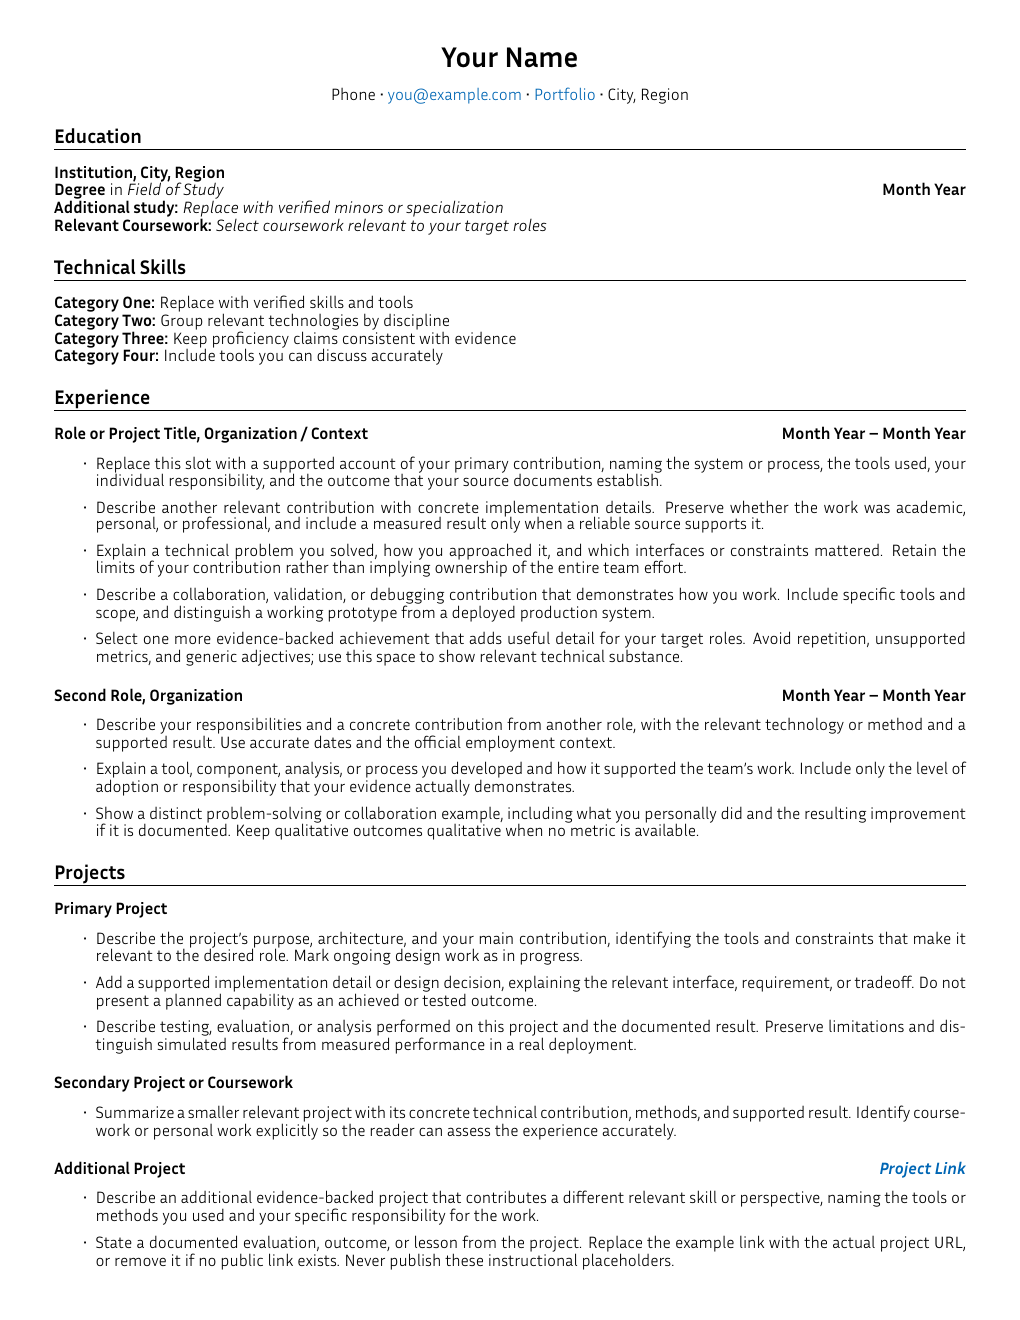 Your Name
Phone · you@example.com · Portfolio · City, Region
Education
Institution, City, Region
Degree in Field of Study Month Year
Additional study: Replace with verified minors or specialization
Relevant Coursework: Select coursework relevant to your target roles
Technical Skills
Category One: Replace with verified skills and tools
Category Two: Group relevant technologies by discipline
Category Three: Keep proficiency claims consistent with evidence
Category Four: Include tools you can discuss accurately
Experience
Role or Project Title, Organization / Context Month Year – Month Year
· Replace this slot with a supported account of your primary contribution, naming the system or process, the tools used, your
individual responsibility, and the outcome that your source documents establish.
· Describe another relevant contribution with concrete implementation details. Preserve whether the work was academic,
personal, or professional, and include a measured result only when a reliable source supports it.
· Explain a technical problem you solved, how you approached it, and which interfaces or constraints mattered. Retain the
limits of your contribution rather than implying ownership of the entire team effort.
· Describe a collaboration, validation, or debugging contribution that demonstrates how you work. Include specific tools and
scope, and distinguish a working prototype from a deployed production system.
· Select one more evidence-backed achievement that adds useful detail for your target roles. Avoid repetition, unsupported
metrics, and generic adjectives; use this space to show relevant technical substance.
Second Role, Organization Month Year – Month Year
· Describe your responsibilities and a concrete contribution from another role, with the relevant technology or method and a
supported result. Use accurate dates and the official employment context.
· Explain a tool, component, analysis, or process you developed and how it supported the team's work. Include only the level of
adoption or responsibility that your evidence actually demonstrates.
· Show a distinct problem-solving or collaboration example, including what you personally did and the resulting improvement
if it is documented. Keep qualitative outcomes qualitative when no metric is available.
Projects
Primary Project
· Describe the project's purpose, architecture, and your main contribution, identifying the tools and constraints that make it
relevant to the desired role. Mark ongoing design work as in progress.
· Add a supported implementation detail or design decision, explaining the relevant interface, requirement, or tradeoff. Do not
present a planned capability as an achieved or tested outcome.
· Describe testing, evaluation, or analysis performed on this project and the documented result. Preserve limitations and dis-
tinguish simulated results from measured performance in a real deployment.
Secondary Project or Coursework
· Summarize a smaller relevant project with its concrete technical contribution, methods, and supported result. Identify course-
work or personal work explicitly so the reader can assess the experience accurately.
Additional Project Project Link
· Describe an additional evidence-backed project that contributes a different relevant skill or perspective, naming the tools or
methods you used and your specific responsibility for the work.
· State a documented evaluation, outcome, or lesson from the project. Replace the example link with the actual project URL,
or remove it if no public link exists. Never publish these instructional placeholders.